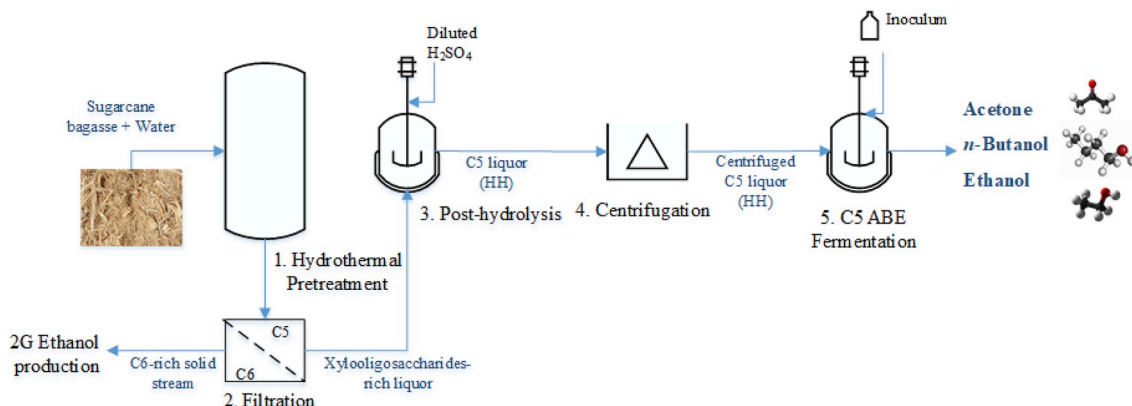 Sugarcane
bagasse + Water
1. Hydrothermal
Pretreatment
C5
C6
2. Filtration
C6-rich solid
stream
2G Ethanol
production
Xylooligosaccharides-
rich liquor
Diluted
H₂SO₄
3. Post-hydrolysis
C5 liquor
(HH)
4. Centrifugation
Centrifuged
C5 liquor
(HH)
Inoculum
5. C5 ABE
Fermentation
Acetone
n-Butanol
Ethanol